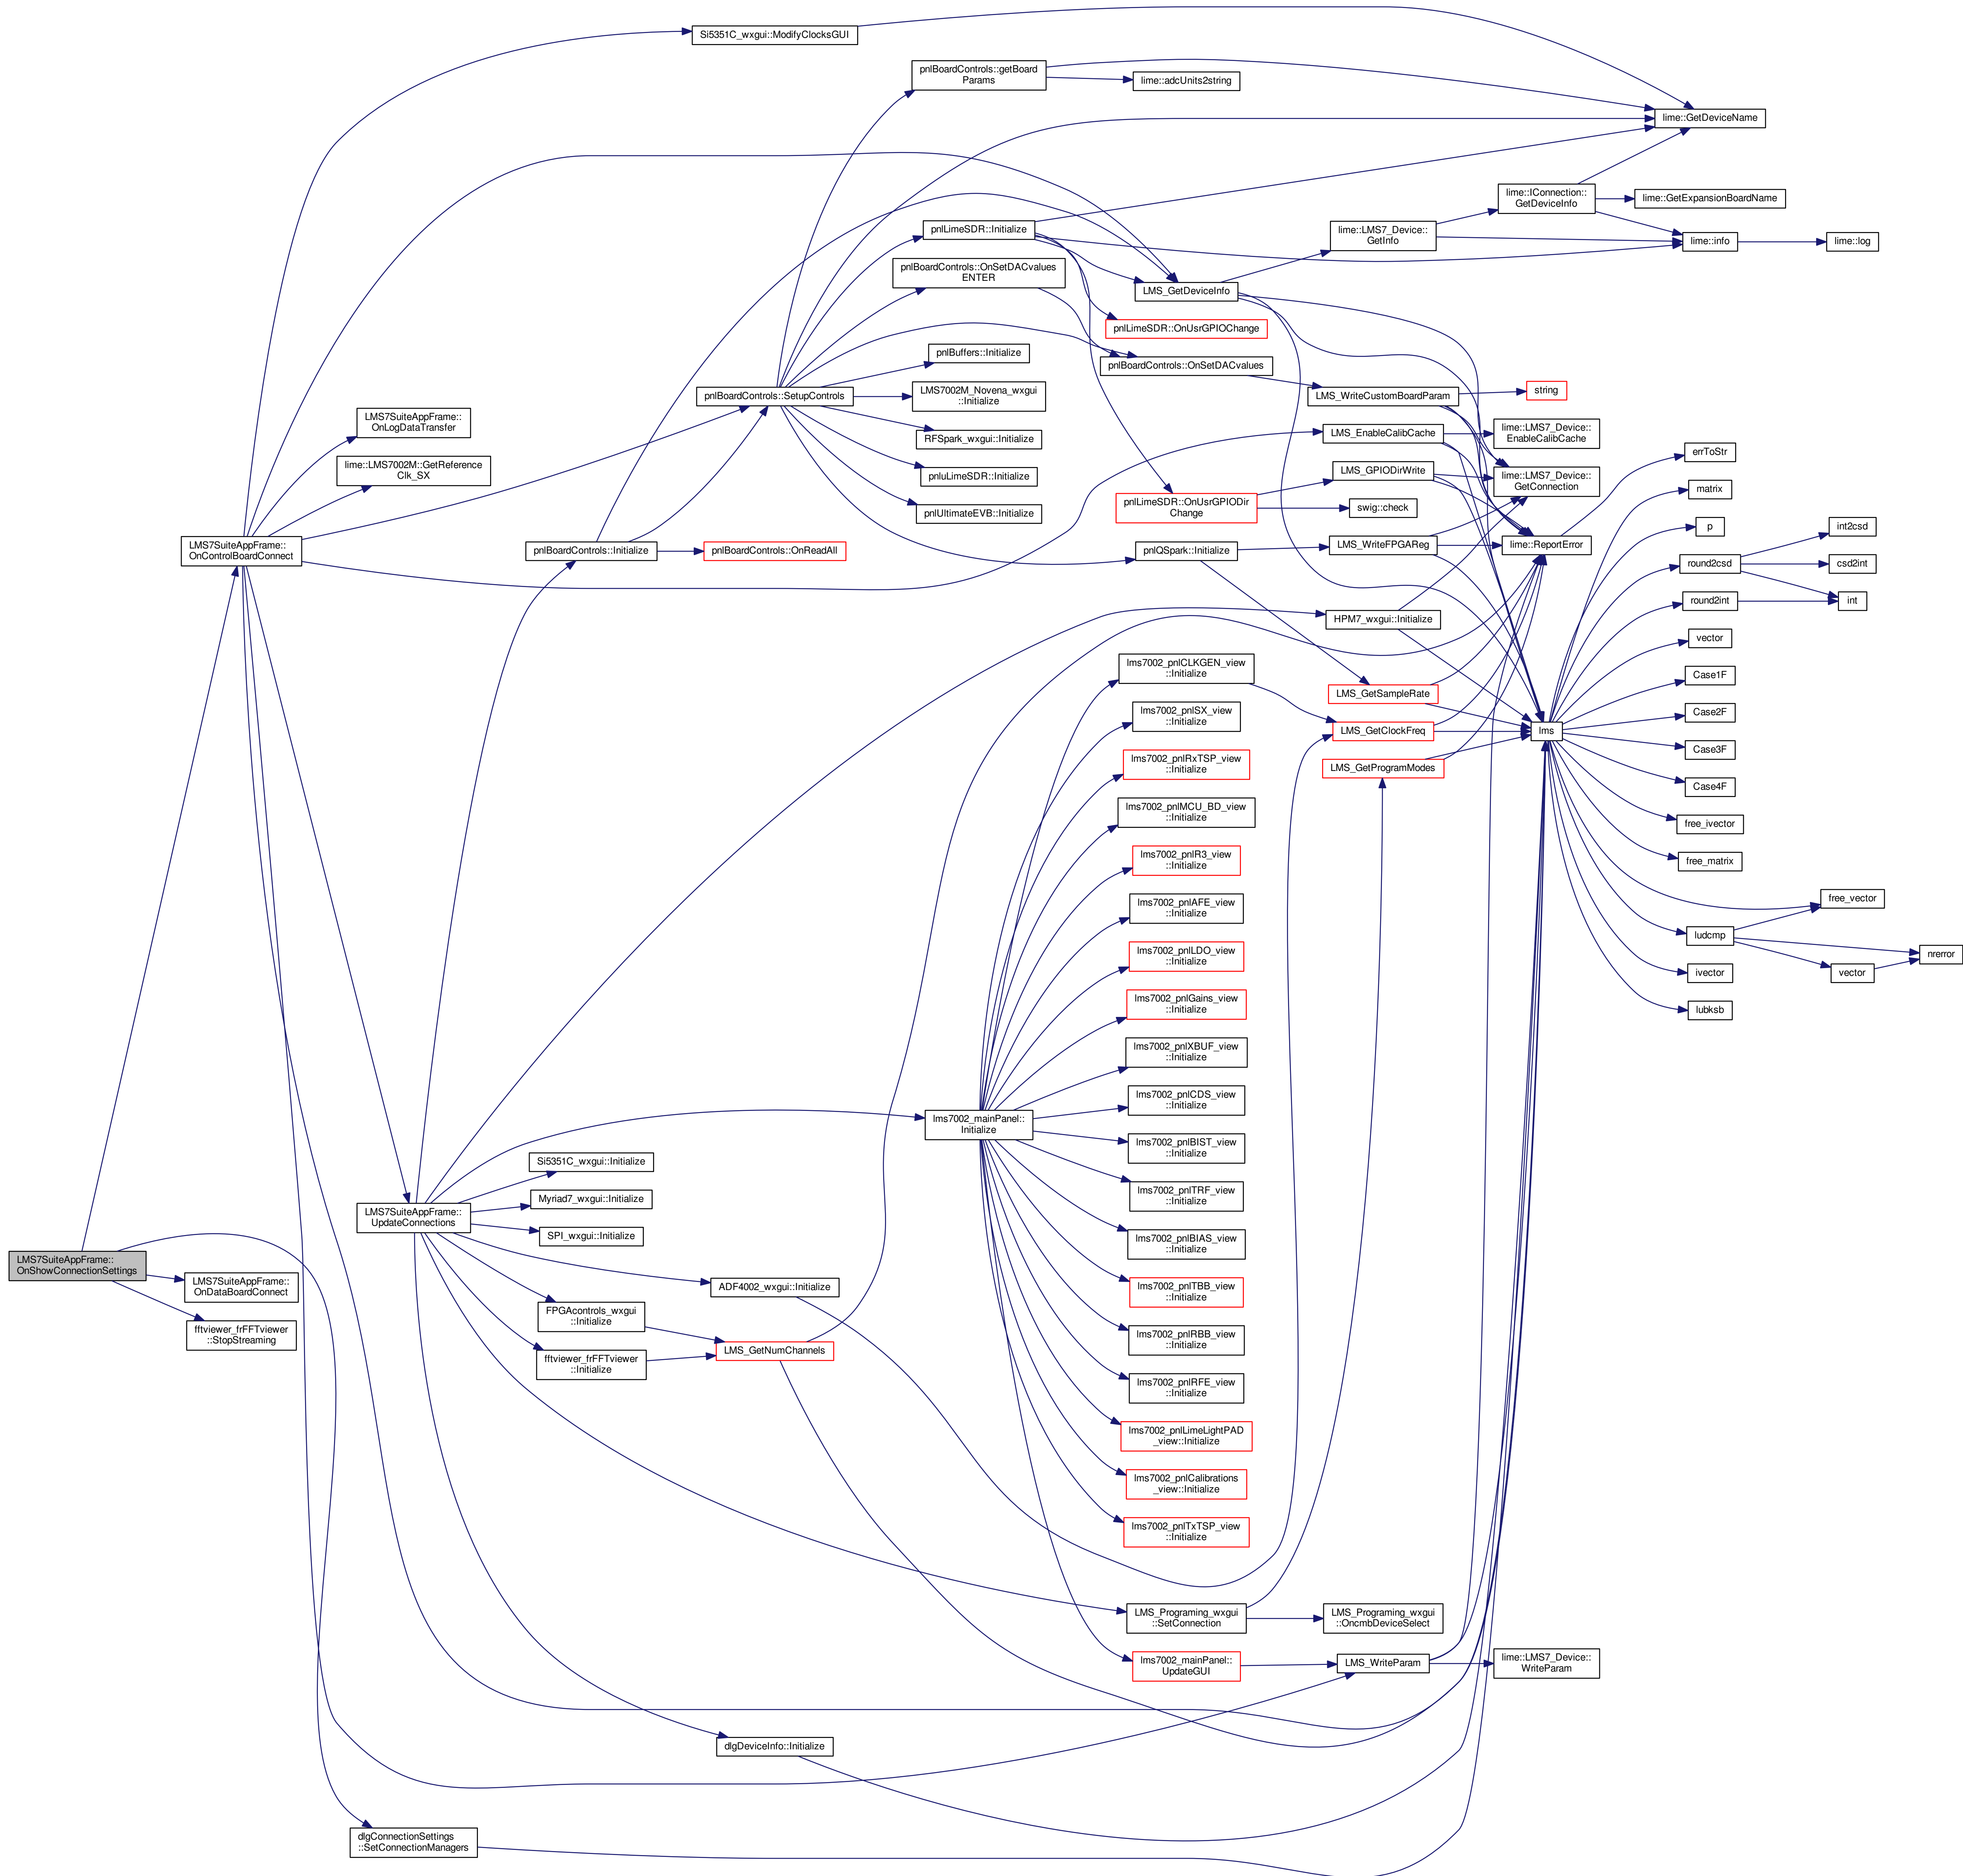 LMS7SuiteAppFrame::
OnShowConnectionSettings
LMS7SuiteAppFrame::
OnControlBoardConnect
LMS7SuiteAppFrame::
OnDataBoardConnect
fftviewer_frFFTviewer
::StopStreaming
Si5351C_wxgui::ModifyClocksGUI
LMS7SuiteAppFrame::
OnLogDataTransfer
lime::LMS7002M::GetReference
Clk_SX
LMS7SuiteAppFrame::
UpdateConnections
dlgConnectionSettings
::SetConnectionManagers
pnlBoardControls::Initialize
Si5351C_wxgui::Initialize
Myriad7_wxgui::Initialize
SPI_wxgui::Initialize
FPGAcontrols_wxgui
::Initialize
fftviewer_frFFTviewer
::Initialize
pnlBoardControls::SetupControls
pnlBoardControls::OnReadAll
ADF4002_wxgui::Initialize
LMS_GetNumChannels
dlgDeviceInfo::Initialize
pnlBoardControls::getBoard
Params
pnlLimeSDR::Initialize
pnlBoardControls::OnSetDACvalues
ENTER
pnlBuffers::Initialize
LMS7002M_Novena_wxgui
::Initialize
RFSpark_wxgui::Initialize
pnluLimeSDR::Initialize
pnlUltimateEVB::Initialize
lms7002_mainPanel::
Initialize
lime::adcUnits2string
LMS_GetDeviceInfo
pnlLimeSDR::OnUsrGPIOChange
pnlBoardControls::OnSetDACvalues
pnlLimeSDR::OnUsrGPIODir
Change
pnlQSpark::Initialize
lms7002_pnlCLKGEN_view
::Initialize
lms7002_pnlSX_view
::Initialize
lms7002_pnlRxTSP_view
::Initialize
lms7002_pnlMCU_BD_view
::Initialize
lms7002_pnlR3_view
::Initialize
lms7002_pnlAFE_view
::Initialize
lms7002_pnlLDO_view
::Initialize
lms7002_pnlGains_view
::Initialize
lms7002_pnlXBUF_view
::Initialize
lms7002_pnlCDS_view
::Initialize
lms7002_pnlBIST_view
::Initialize
lms7002_pnlTRF_view
::Initialize
lms7002_pnlBIAS_view
::Initialize
lms7002_pnlTBB_view
::Initialize
lms7002_pnlRBB_view
::Initialize
lms7002_pnlRFE_view
::Initialize
lms7002_pnlLimeLightPAD
_view::Initialize
lms7002_pnlCalibrations
_view::Initialize
lms7002_pnlTxTSP_view
::Initialize
LMS_Programing_wxgui
::SetConnection
lms7002_mainPanel::
UpdateGUI
lime::LMS7_Device::
GetInfo
LMS_WriteCustomBoardParam
LMS_EnableCalibCache
LMS_GPIODirWrite
swig::check
LMS_WriteFPGAReg
HPM7_wxgui::Initialize
LMS_GetSampleRate
LMS_GetClockFreq
LMS_GetProgramModes
LMS_Programing_wxgui
::OncmbDeviceSelect
LMS_WriteParam
lime::IConnection::
GetDeviceInfo
string
lime::LMS7_Device::
EnableCalibCache
lime::LMS7_Device::
GetConnection
lime::ReportError
lms
lime::LMS7_Device::
WriteParam
lime::GetDeviceName
lime::GetExpansionBoardName
lime::info
errToStr
matrix
p
round2csd
round2int
vector
Case1F
Case2F
Case3F
Case4F
free_ivector
free_matrix
ludcmp
ivector
lubksb
lime::log
int2csd
csd2int
int
free_vector
vector
nrerror